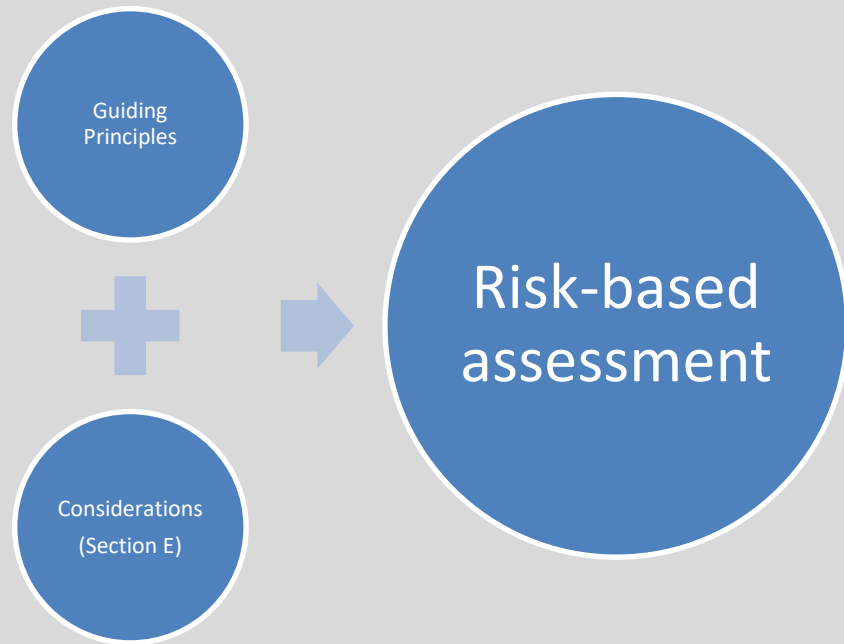 Guiding
Principles
Considerations
(Section E)
Risk-based
assessment